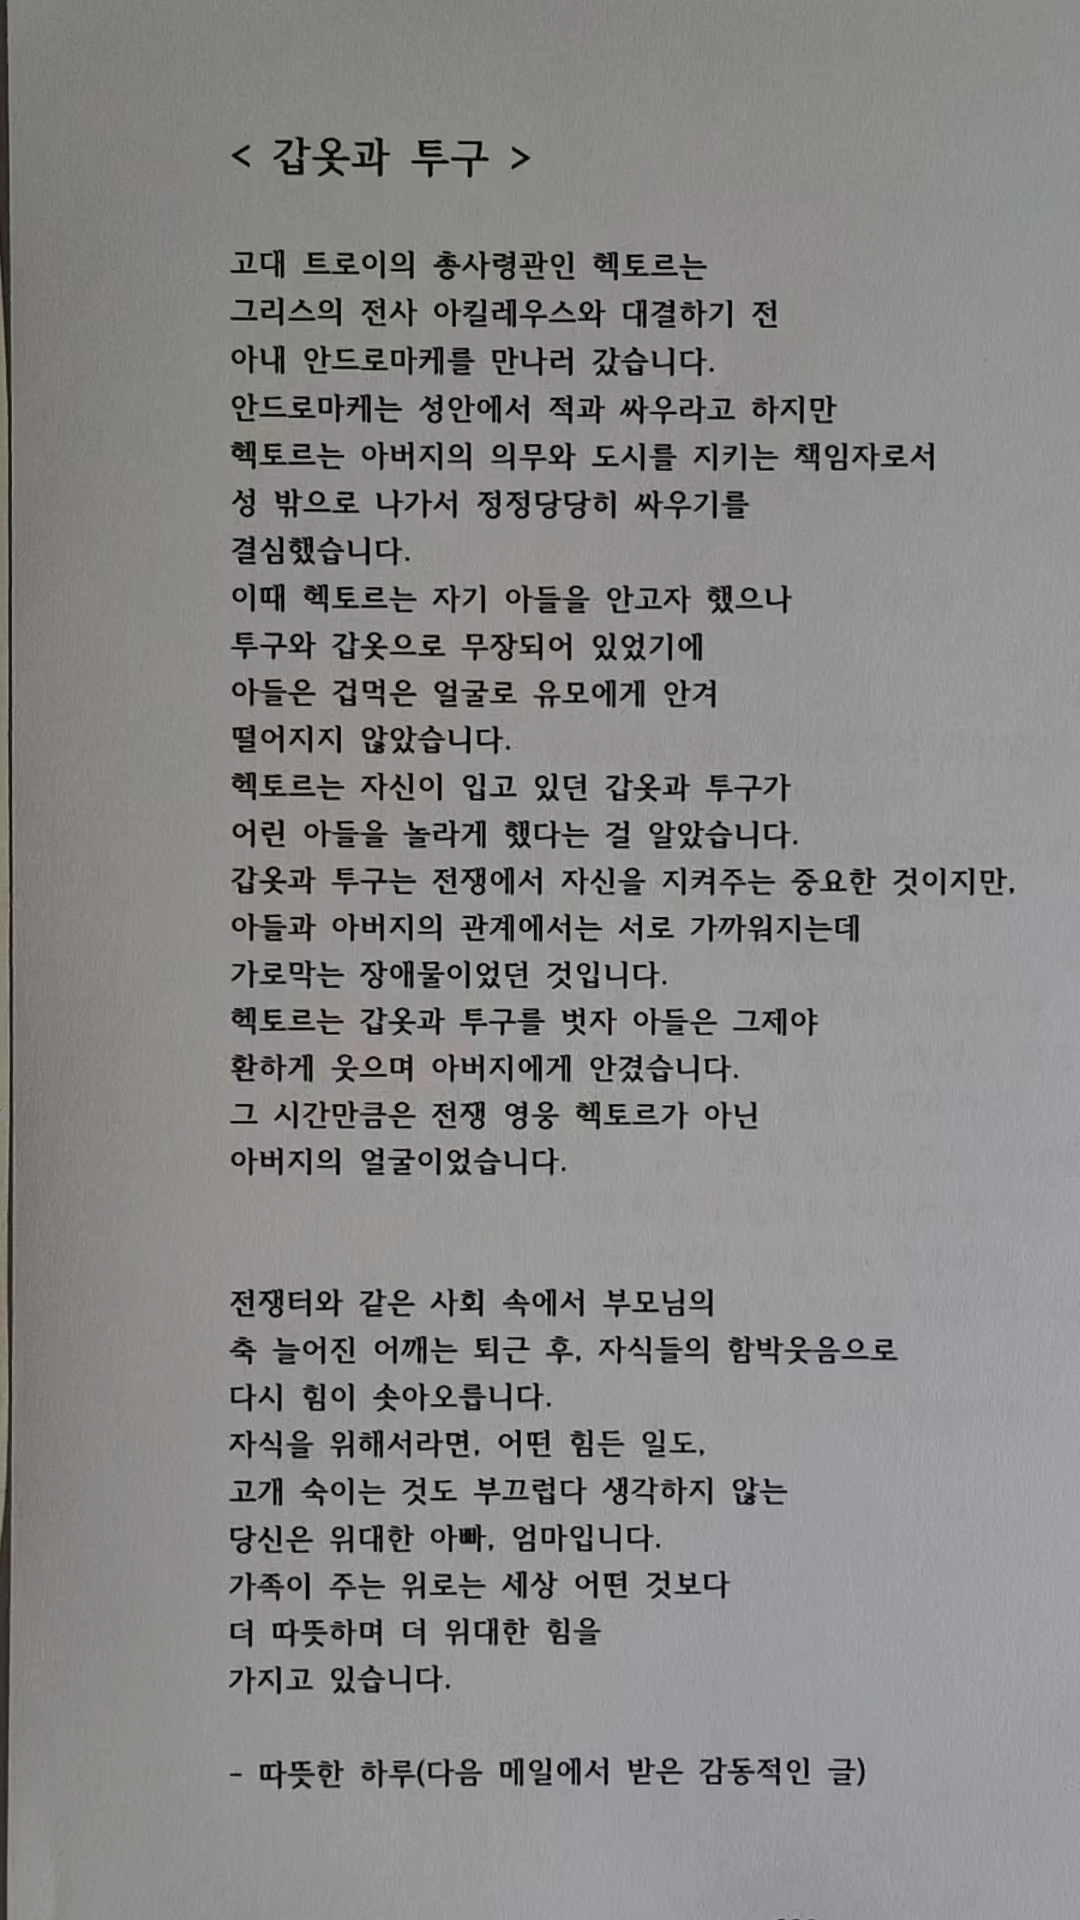 < 갑옷과 투구 >
고대 트로이의 총사령관인 헥토르는
그리스의 전사 아킬레우스와 대결하기 전
아내 안드로마케를 만나러 갔습니다.
안드로마케는 성안에서 적과 싸우라고 하지만
헥토르는 아버지의 의무와 도시를 지키는 책임자로서
성 밖으로 나가서 정정당당히 싸우기를
결심했습니다.
이때 헥토르는 자기 아들을 안고자 했으나
투구와 갑옷으로 무장되어 있었기에
아들은 겁먹은 얼굴로 유모에게 안겨
떨어지지 않았습니다.
헥토르는 자신이 입고 있던 갑옷과 투구가
어린 아들을 놀라게 했다는 걸 알았습니다.
갑옷과 투구는 전쟁에서 자신을 지켜주는 중요한 것이지만,
아들과 아버지의 관계에서는 서로 가까워지는데
가로막는 장애물이었던 것입니다.
헥토르는 갑옷과 투구를 벗자 아들은 그제야
환하게 웃으며 아버지에게 안겼습니다.
그 시간만큼은 전쟁 영웅 헥토르가 아닌
아버지의 얼굴이었습니다.
전쟁터와 같은 사회 속에서 부모님의
축 늘어진 어깨는 퇴근 후, 자식들의 함박웃음으로
다시 힘이 솟아오릅니다.
자식을 위해서라면, 어떤 힘든 일도,
고개 숙이는 것도 부끄럽다 생각하지 않는
당신은 위대한 아빠, 엄마입니다.
가족이 주는 위로는 세상 어떤 것보다
더 따뜻하며 더 위대한 힘을
가지고 있습니다.
- 따뜻한 하루(다음 메일에서 받은 감동적인 글)